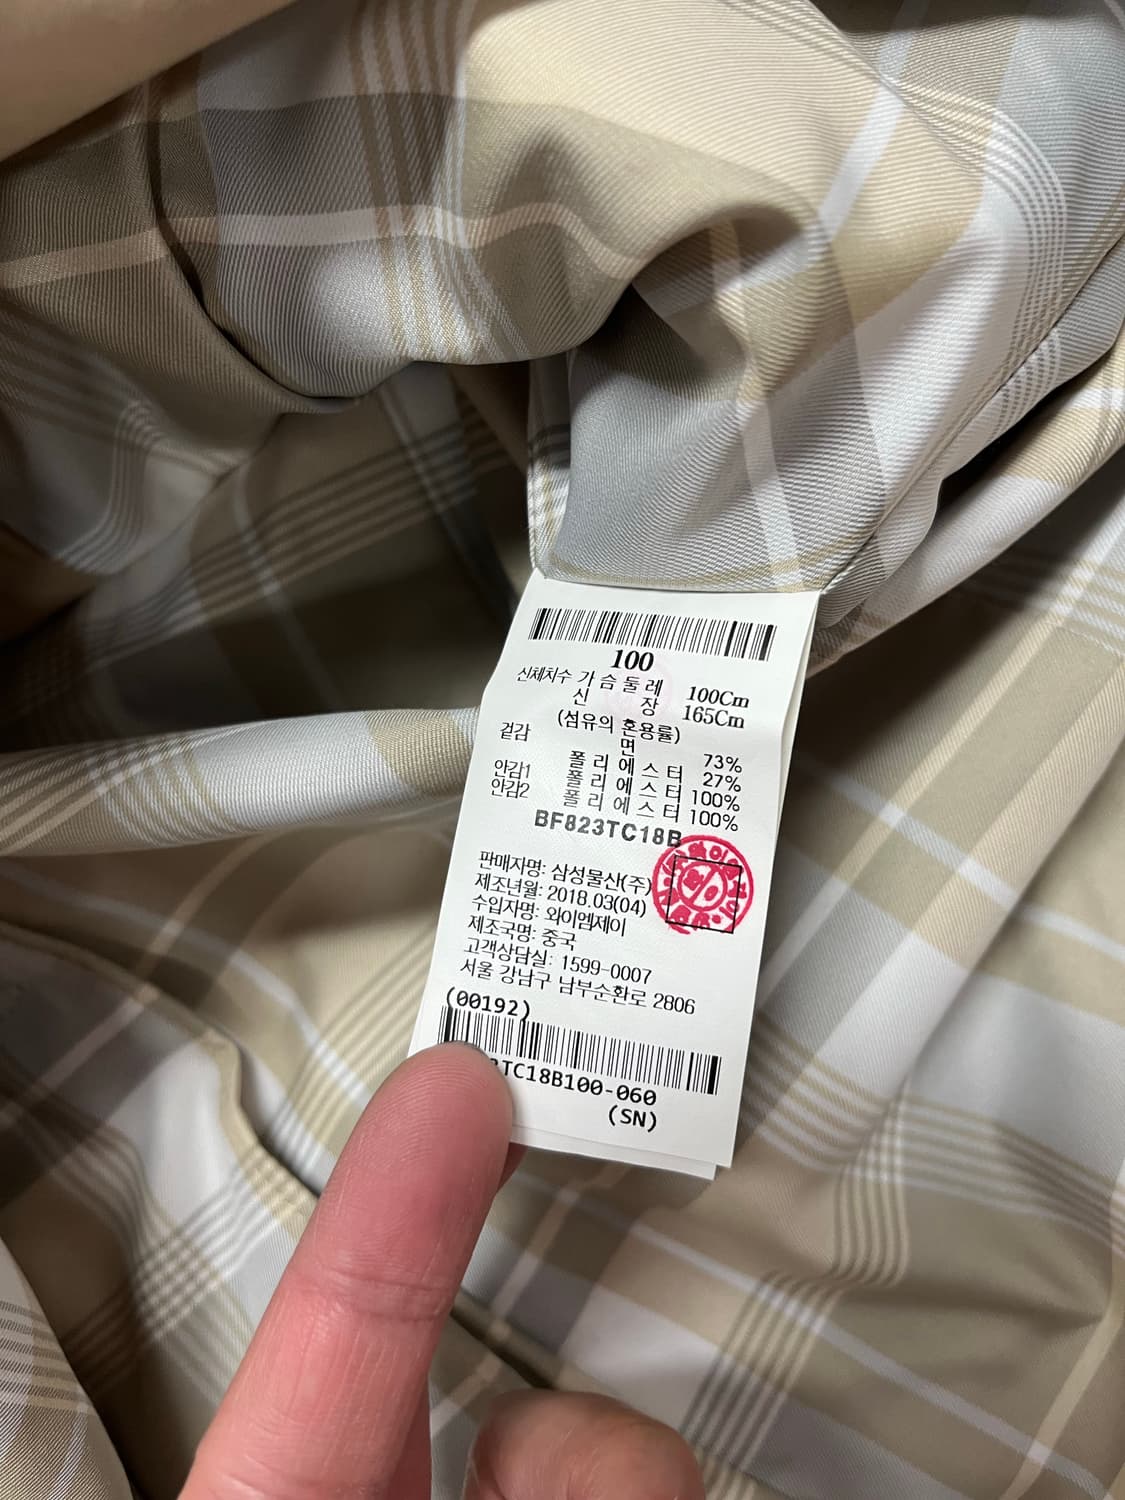 100
신체치수 가슴둘레 100Cm
신 장 165Cm
(섬유의 혼용률)
겉감 면 73%
폴리에스터 27%
안감1 폴리에스터 100%
안감2 폴리에스터 100%
BF823TC18B
판매자명: 삼성물산(주)
제조년월: 2018.03(04)
수입자명: 와이엠제이
제조국명: 중국
고객상담실: 1599-0007
서울 강남구 남부순환로 2806
(00192)
TC18B100-060
(SN)